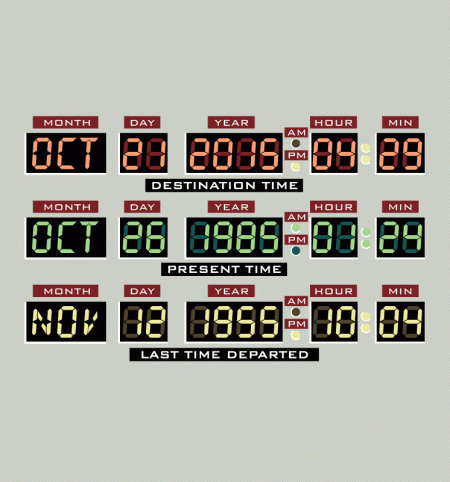 MONTH DAY YEAR HOUR MIN
AM
PM
OCT 21 2015 04 29
DESTINATION TIME
MONTH DAY YEAR HOUR MIN
AM
PM
OCT 26 1985 01 24
PRESENT TIME
MONTH DAY YEAR HOUR MIN
AM
PM
NOV 12 1955 10 04
LAST TIME DEPARTED